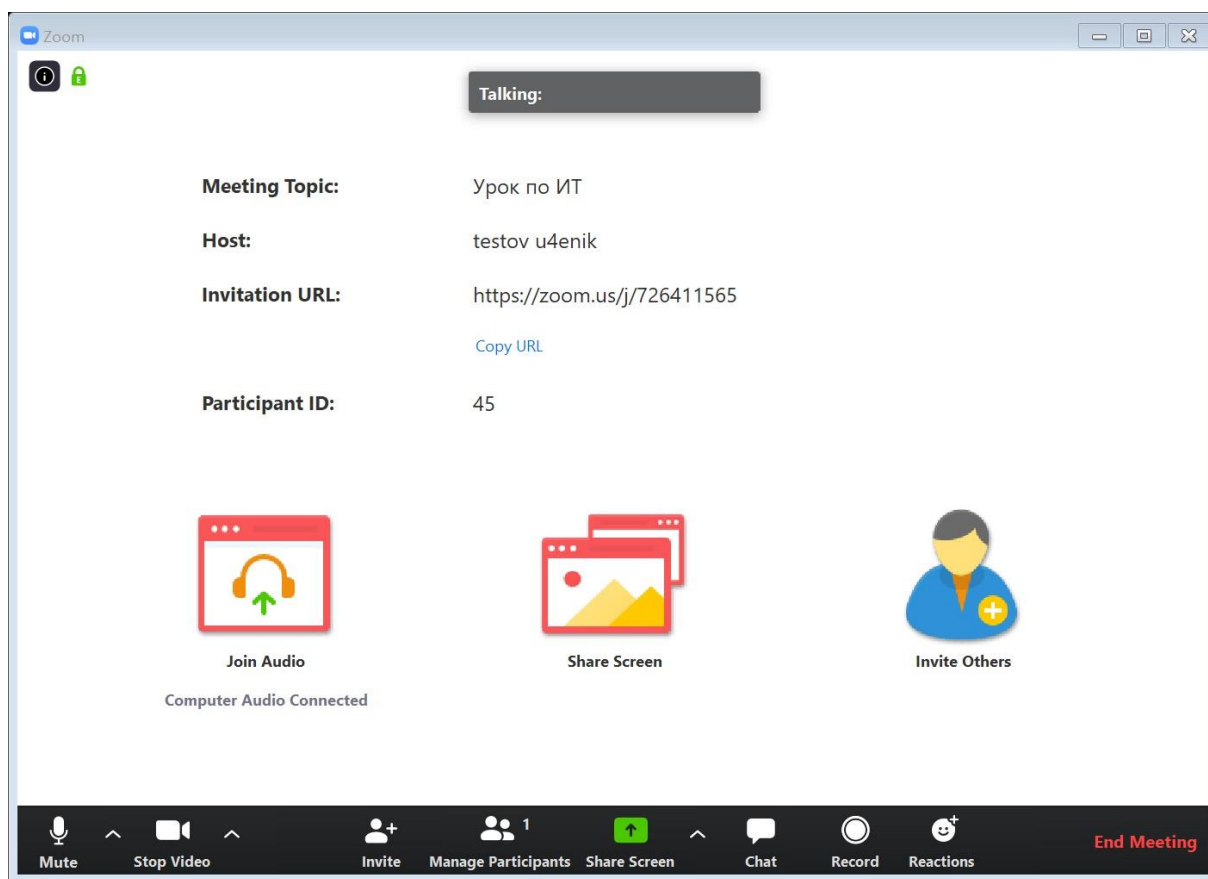 Zoom
Talking:
Meeting Topic: Урок по ИТ
Host: testov u4enik
Invitation URL: https://zoom.us/j/726411565
Copy URL
Participant ID: 45
Join Audio Share Screen Invite Others
Computer Audio Connected
1
Mute Stop Video Invite Manage Participants Share Screen Chat Record Reactions End Meeting